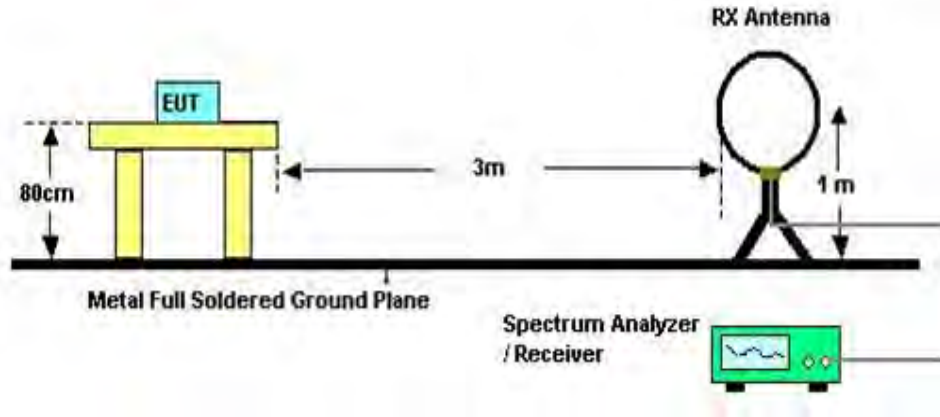 RX Antenna
EUT
80cm
3m
1 m
Metal Full Soldered Ground Plane
Spectrum Analyzer
/ Receiver